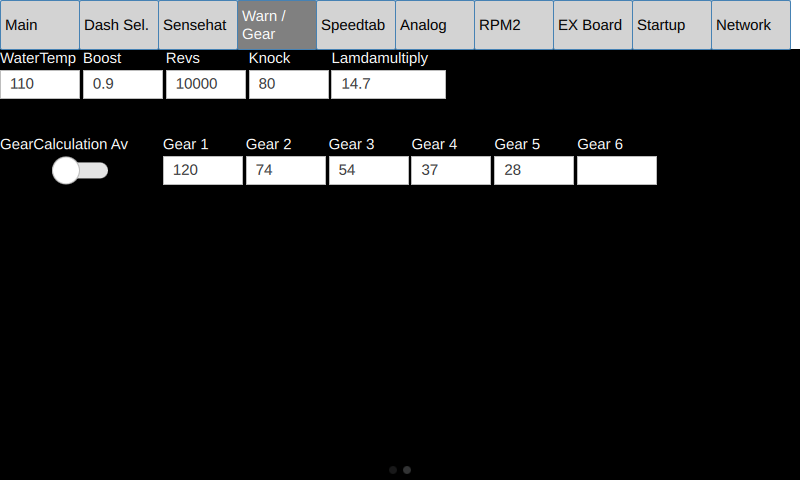 Main
Dash Sel.
Sensehat
Warn /
Gear
Speedtab
Analog
RPM2
EX Board
Startup
Network
WaterTemp Boost Revs Knock Lamdamultiply
110 0.9 10000 80 14.7
GearCalculation Av Gear 1 Gear 2 Gear 3 Gear 4 Gear 5 Gear 6
120 74 54 37 28